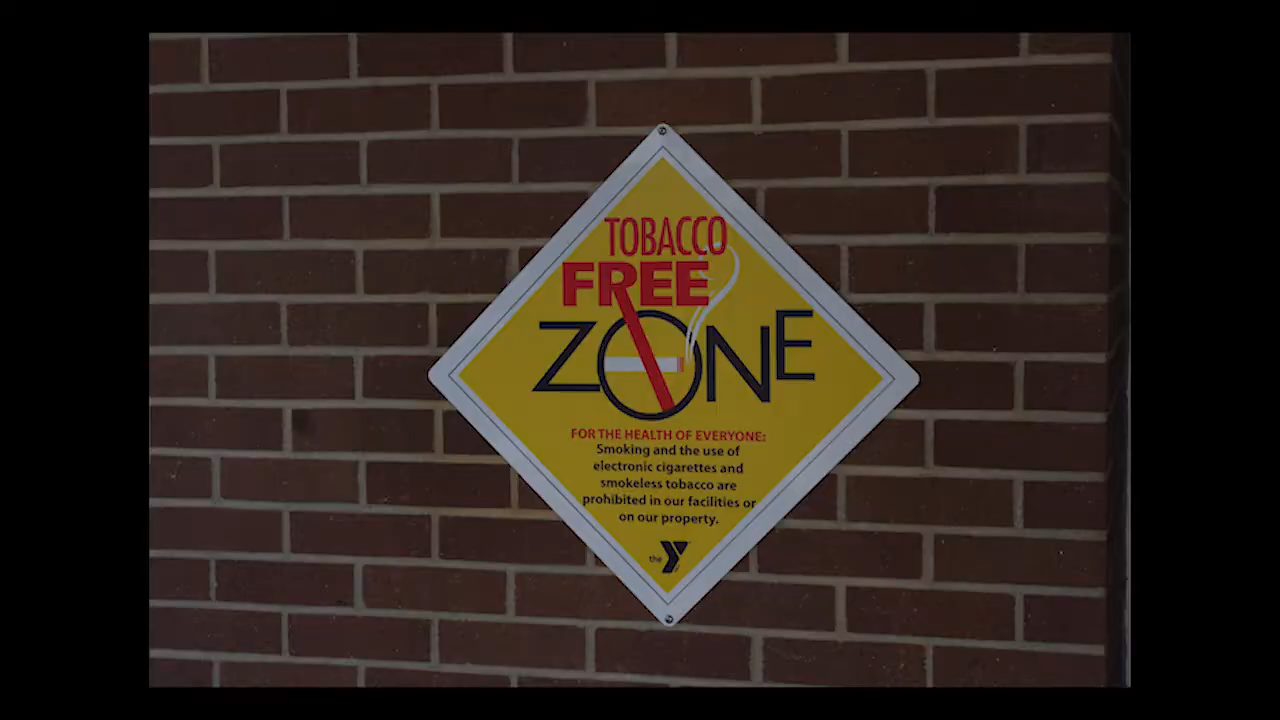 TOBACCO
FREE
ZONE
FOR THE HEALTH OF EVERYONE:
Smoking and the use of
electronic cigarettes and
smokeless tobacco are
prohibited in our facilities or
on our property.
the Y